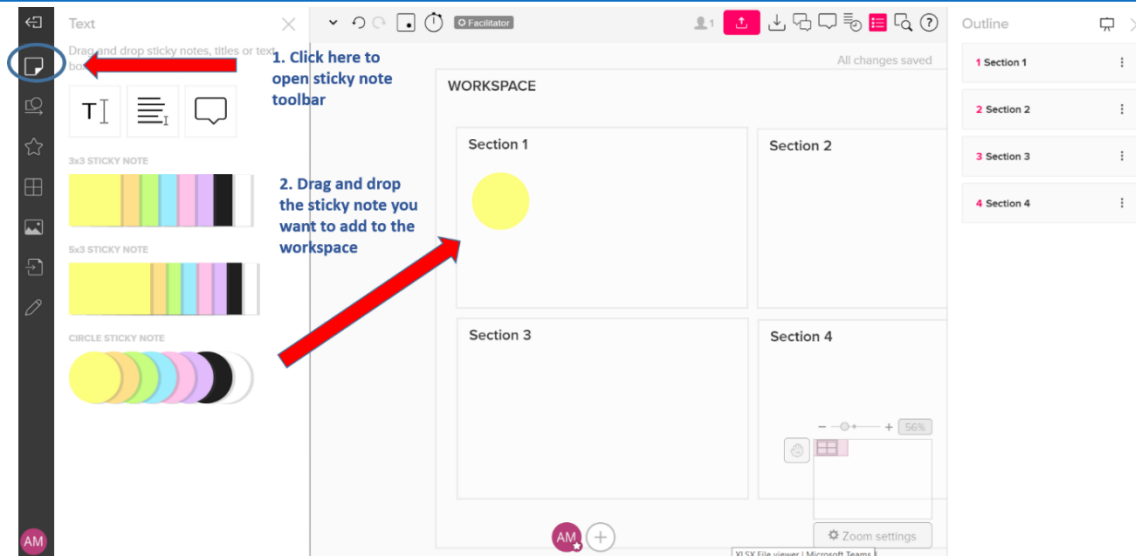 Text
Drag and drop sticky notes, titles or text
bo
1. Click here to
open sticky note
toolbar
T
3x3 STICKY NOTE
2. Drag and drop
the sticky note you
want to add to the
workspace
5x3 STICKY NOTE
CIRCLE STICKY NOTE
AM
Facilitator
1
?
All changes saved
WORKSPACE
Section 1
Section 2
Section 3
Section 4
56%
AM
Zoom settings
XLSX File viewer | Microsoft Teams
Outline
1 Section 1
2 Section 2
3 Section 3
4 Section 4